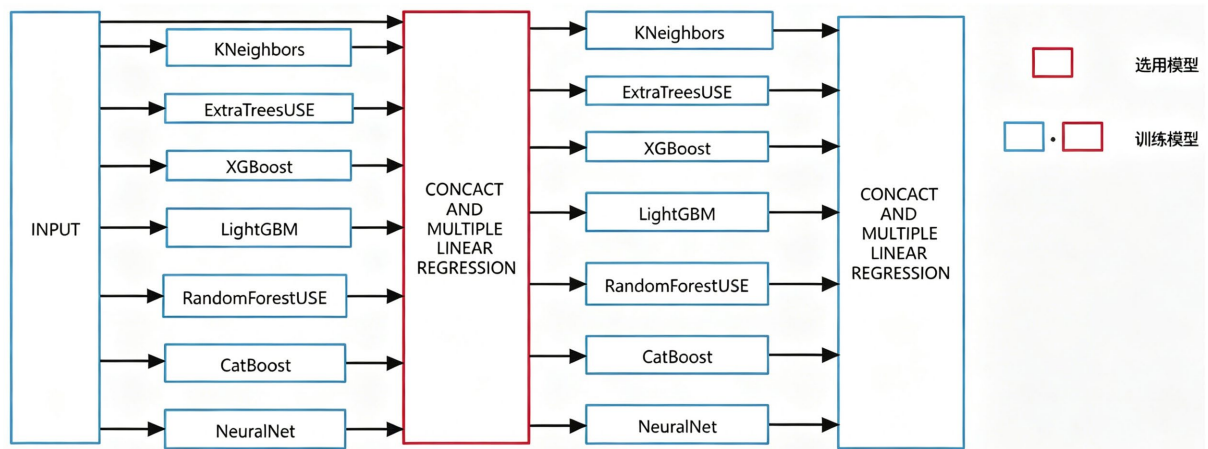 INPUT
KNeighbors
ExtraTreesUSE
XGBoost
LightGBM
RandomForestUSE
CatBoost
NeuralNet
CONCACT
AND
MULTIPLE
LINEAR
REGRESSION
KNeighbors
ExtraTreesUSE
XGBoost
LightGBM
RandomForestUSE
CatBoost
NeuralNet
CONCACT
AND
MULTIPLE
LINEAR
REGRESSION
选用模型
训练模型